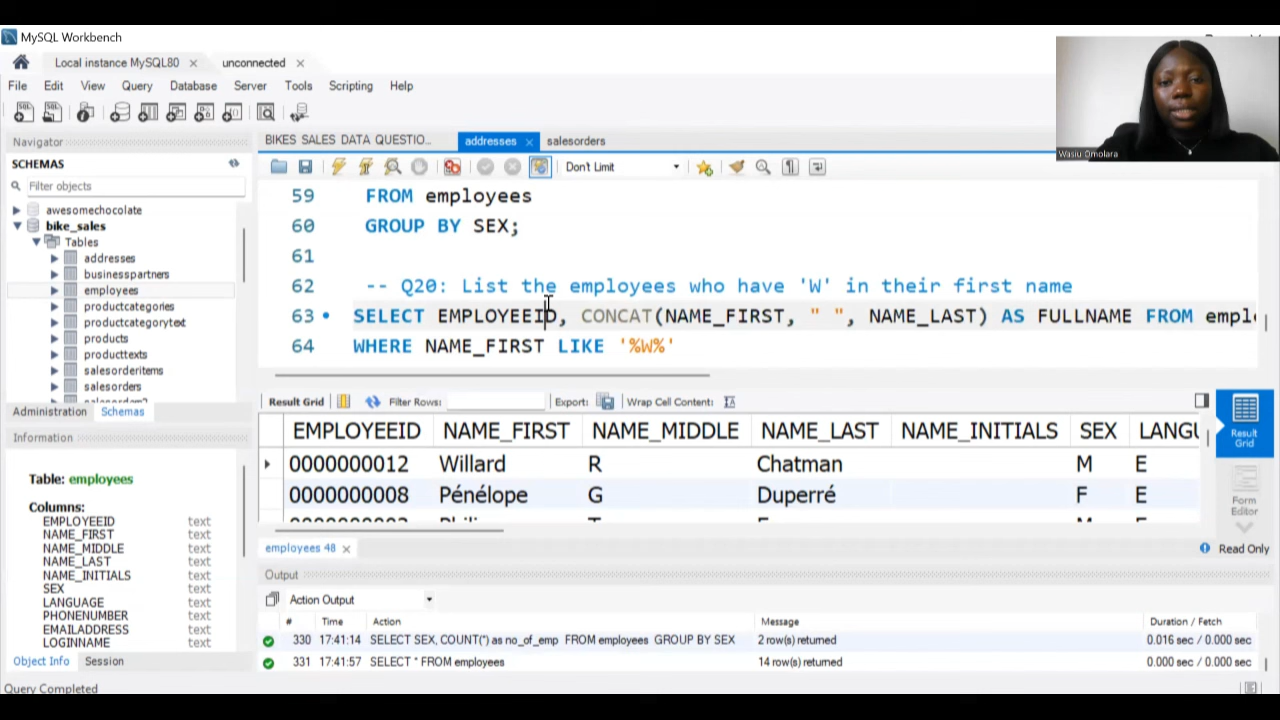 MySQL Workbench
Local instance MySQL80 ×
unconnected ×
File Edit View Query Database Server Tools Scripting Help
Wasiu Omolara
Navigator
SCHEMAS
Filter objects
awesomechocolate
bike_sales
Tables
addresses
businesspartners
employees
productcategories
productcategorytext
products
producttexts
salesorderitems
salesorders
Administration Schemas
Information
Table: employees
Columns:
EMPLOYEEID text
NAME_FIRST text
NAME_MIDDLE text
NAME_LAST text
NAME_INITIALS text
SEX text
LANGUAGE text
PHONENUMBER text
EMAILADDRESS text
LOGINNAME text
Object Info Session
Query Completed
BIKES SALES DATA QUESTIO... addresses × salesorders
Don't Limit
59 FROM employees
60 GROUP BY SEX;
61
62 -- Q20: List the employees who have 'W' in their first name
63 SELECT EMPLOYEEID, CONCAT(NAME_FIRST, " ", NAME_LAST) AS FULLNAME FROM empl
64 WHERE NAME_FIRST LIKE '%W%'
Result Grid Filter Rows: Export: Wrap Cell Content:
EMPLOYEEID NAME_FIRST NAME_MIDDLE NAME_LAST NAME_INITIALS SEX LANGU
0000000012 Willard R Chatman M E
0000000008 Pénélope G Duperré F E
Result Grid
Form Editor
employees 48 ×
Read Only
Output
Action Output
# Time Action Message Duration / Fetch
330 17:41:14 SELECT SEX, COUNT(*) as no_of_emp FROM employees GROUP BY SEX 2 row(s) returned 0.016 sec / 0.000 sec
331 17:41:57 SELECT * FROM employees 14 row(s) returned 0.000 sec / 0.000 sec